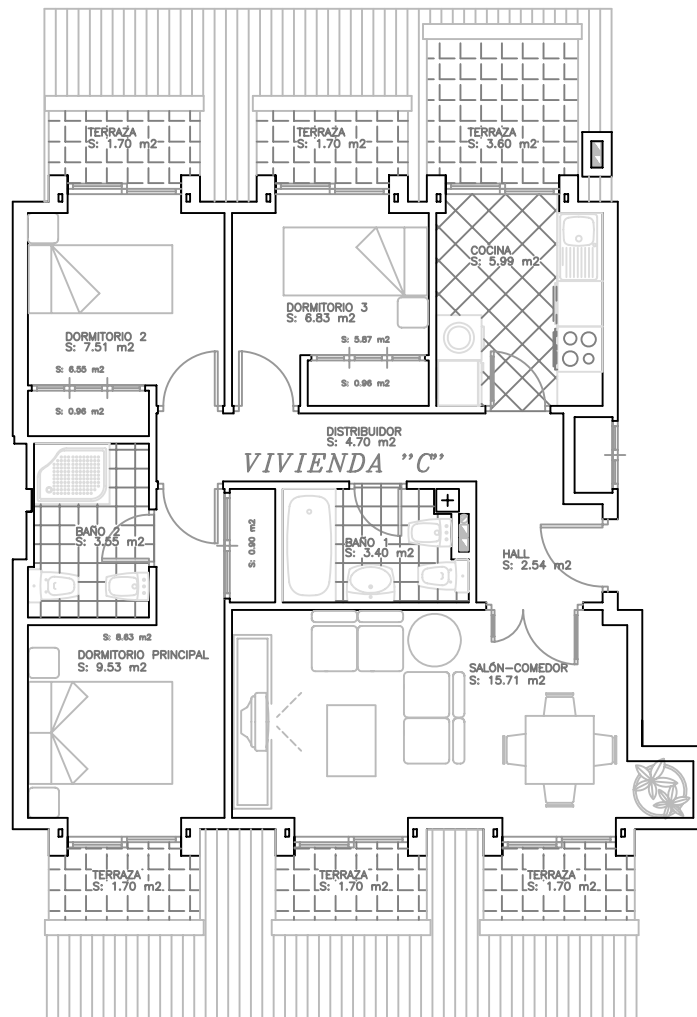 TERRAZA
S: 1.70 m2
TERRAZA
S: 1.70 m2
TERRAZA
S: 3.60 m2
COCINA
S: 5.99 m2
DORMITORIO 3
S: 6.83 m2
DORMITORIO 2
S: 7.51 m2
S: 5.87 m2
S: 6.55 m2
S: 0.96 m2
S: 0.96 m2
DISTRIBUIDOR
S: 4.70 m2
VIVIENDA "C"
BAÑO 2
S: 3.55 m2
S: 0.90 m2
BAÑO 1
S: 3.40 m2
HALL
S: 2.54 m2
S: 8.63 m2
DORMITORIO PRINCIPAL
S: 9.53 m2
SALÓN-COMEDOR
S: 15.71 m2
TERRAZA
S: 1.70 m2
TERRAZA
S: 1.70 m2
TERRAZA
S: 1.70 m2